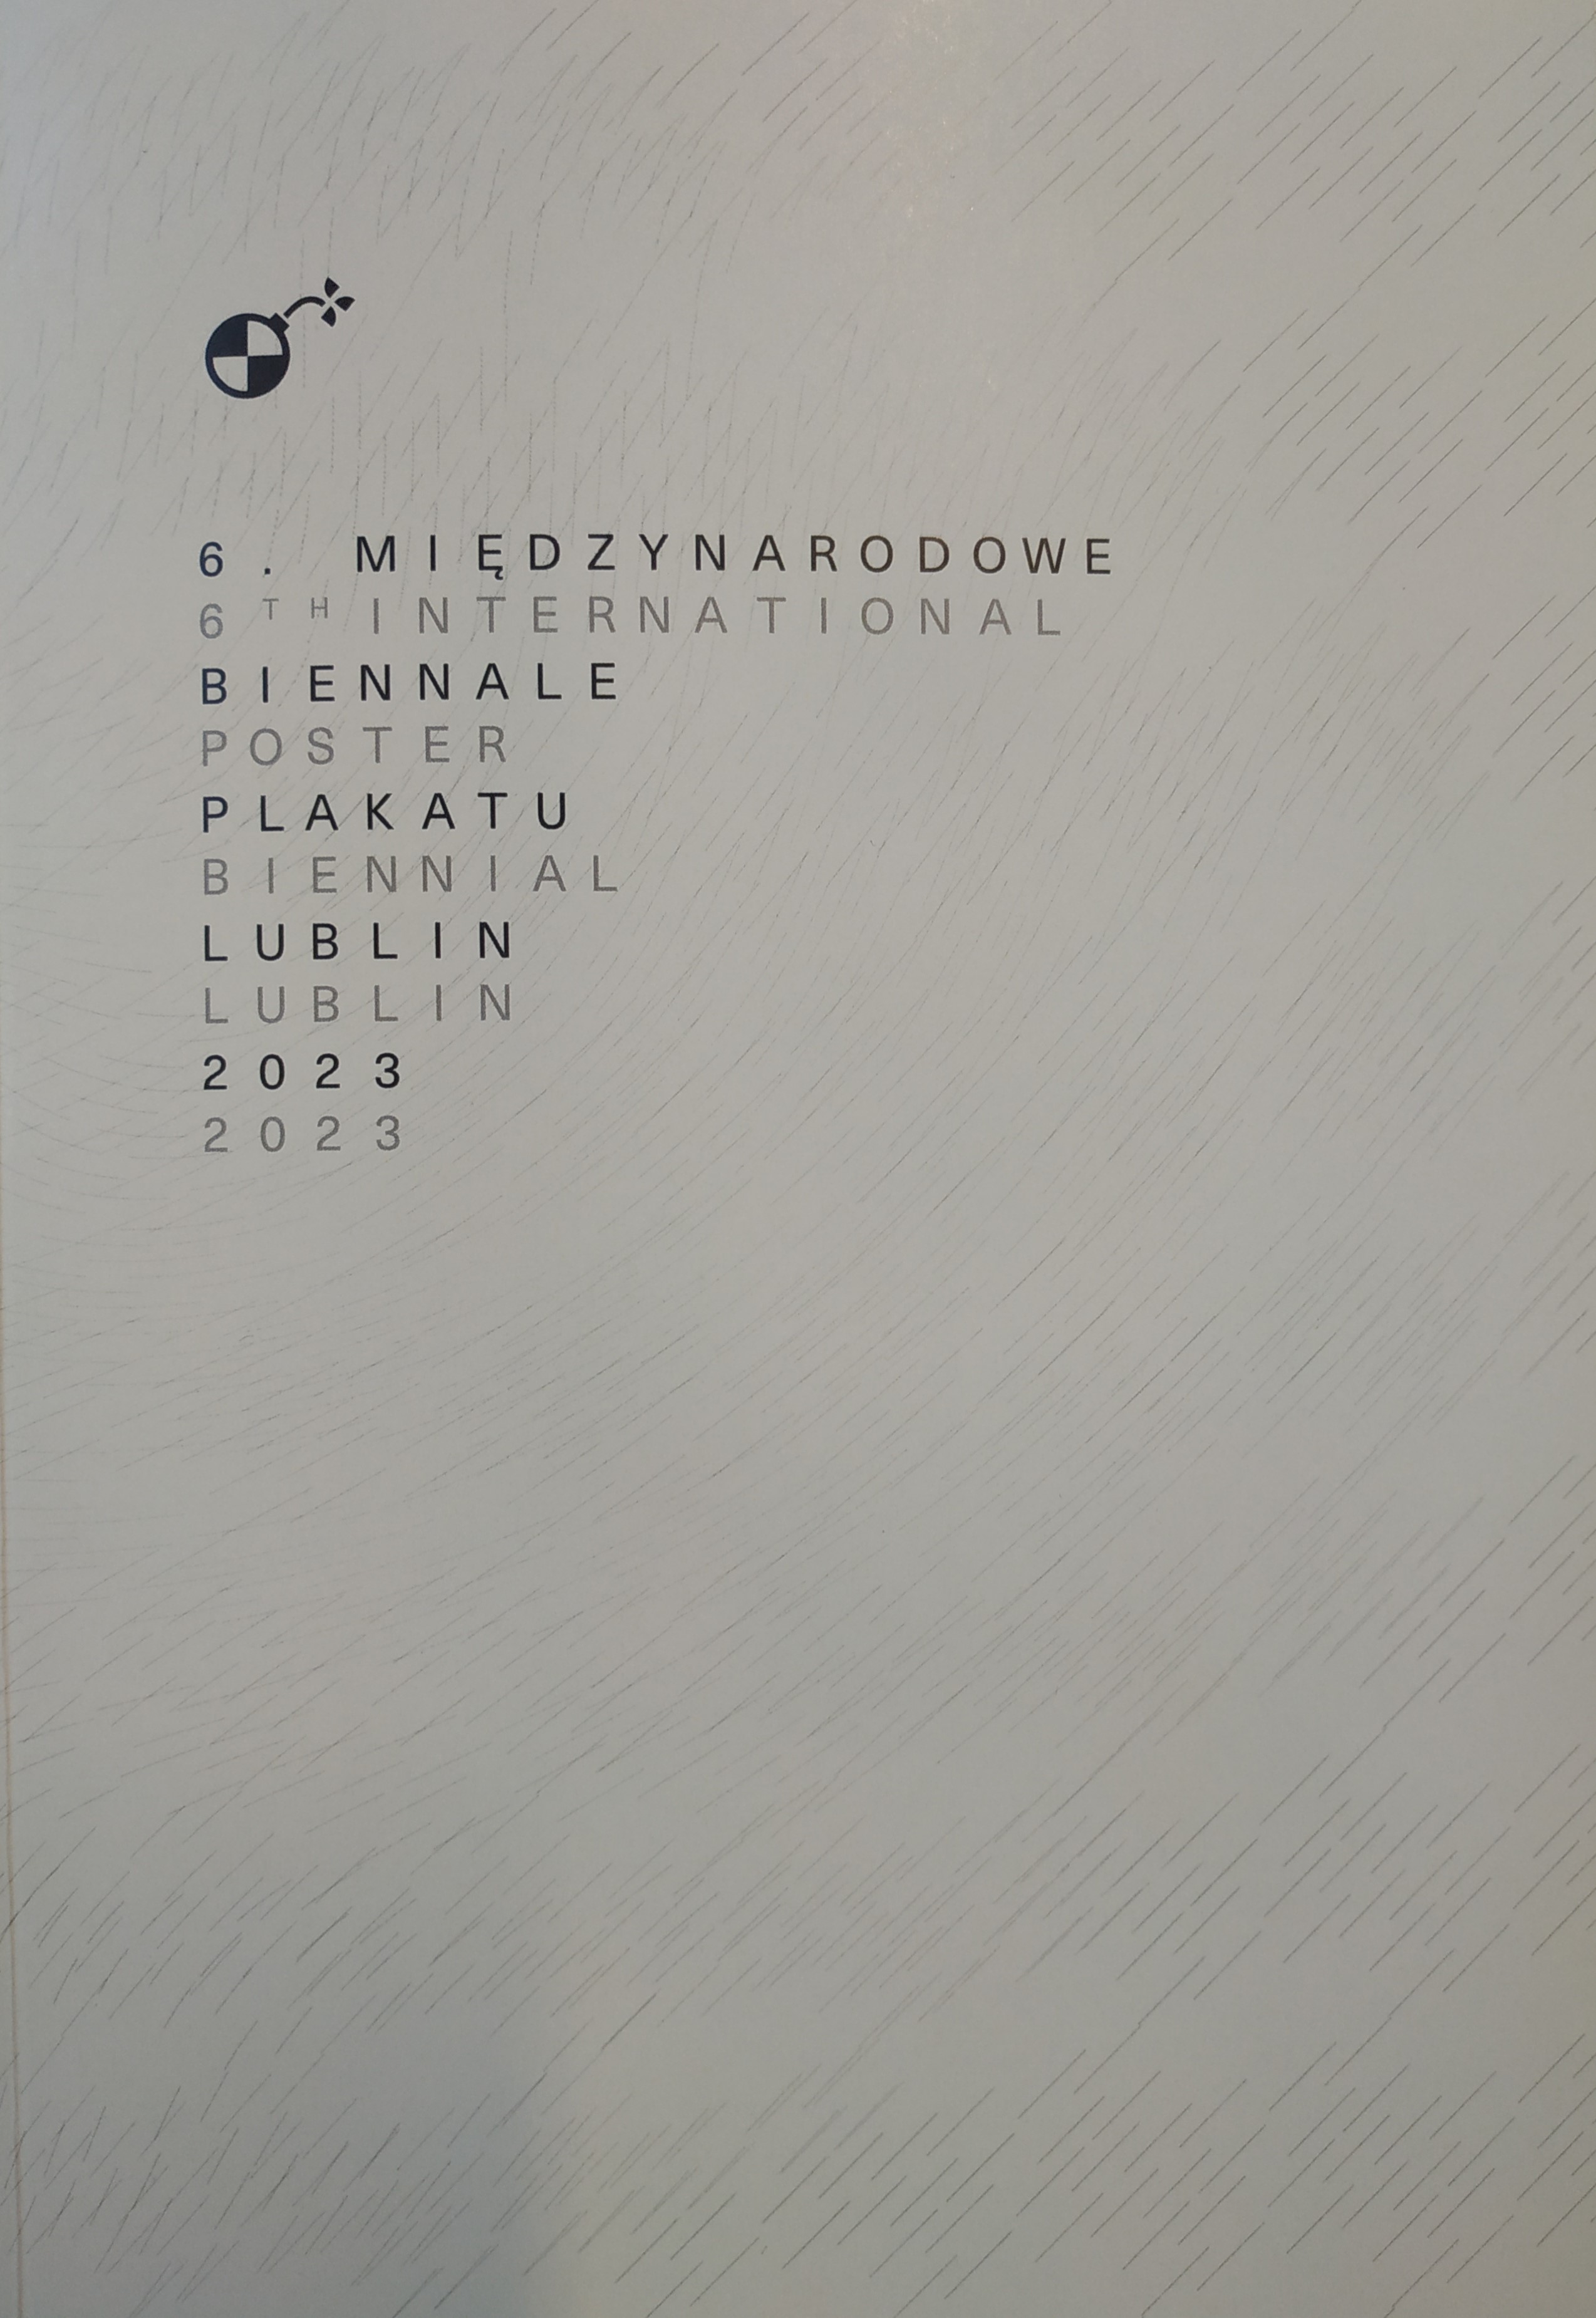 6. MIĘDZYNARODOWE
6TH INTERNATIONAL
BIENNALE
POSTER
PLAKATU
BIENNIAL
LUBLIN
LUBLIN
2023
2023